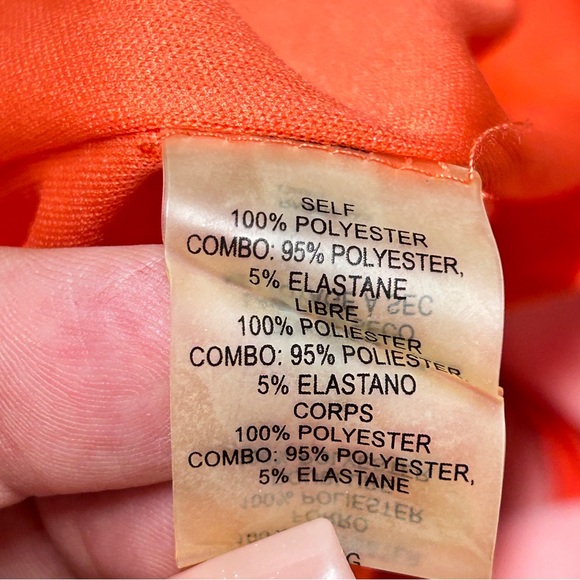 SELF
100% POLYESTER
COMBO: 95% POLYESTER,
5% ELASTANE
LIBRE
100% POLIESTER
COMBO: 95% POLIESTER,
5% ELASTANO
CORPS
100% POLYESTER
COMBO: 95% POLYESTER,
5% ELASTANE